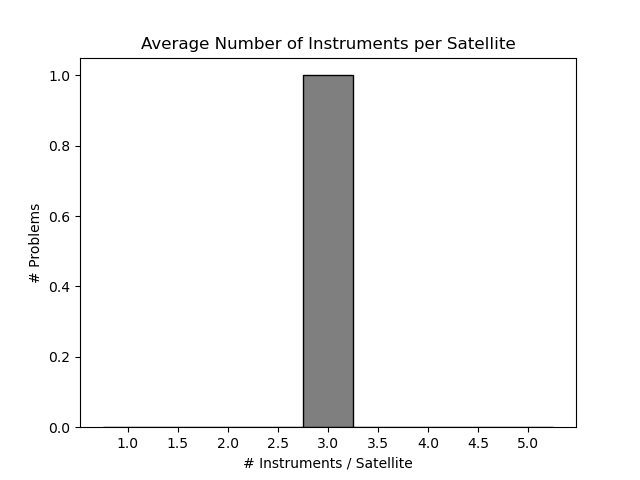 Average Number of Instruments per Satellite
1.0
0.8
0.6
0.4
0.2
0.0
# Problems
1.0 1.5 2.0 2.5 3.0 3.5 4.0 4.5 5.0
# Instruments / Satellite